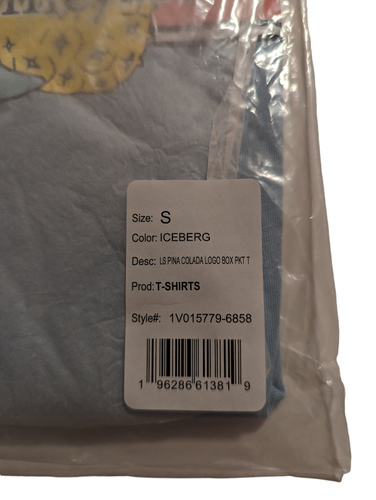 Size: S
Color: ICEBERG
Desc: LS PINA COLADA LOGO BOX PKT T
Prod: T-SHIRTS
Style#: 1V015779-6858
1 96286 61381 9